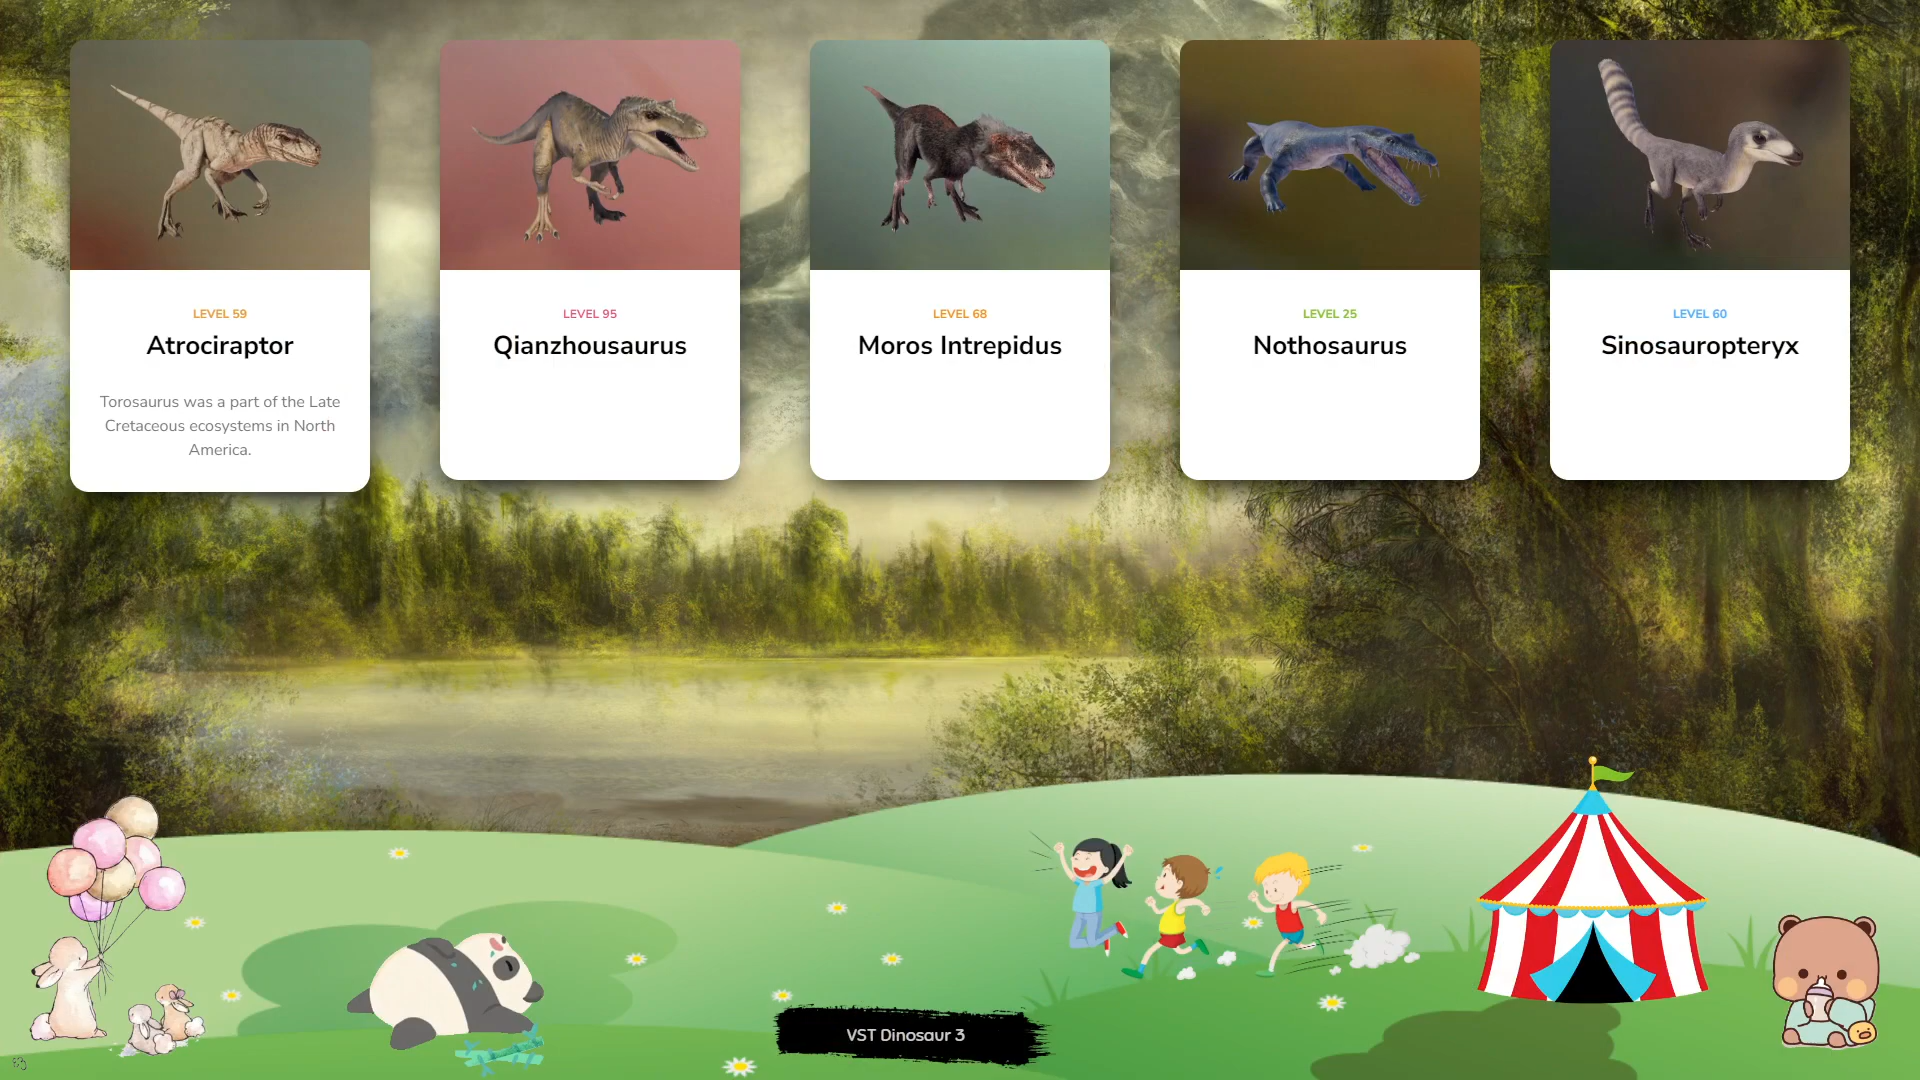 LEVEL 59
Atrociraptor
Torosaurus was a part of the Late
Cretaceous ecosystems in North
America.
LEVEL 95
Qianzhousaurus
LEVEL 68
Moros Intrepidus
LEVEL 25
Nothosaurus
LEVEL 60
Sinosauropteryx
VST Dinosaur 3